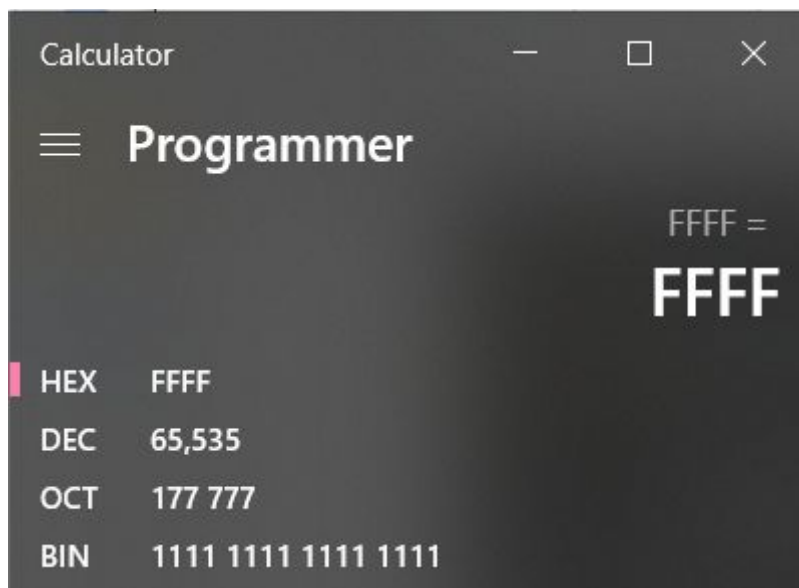 Calculator
Programmer
FFFF =
FFFF
HEX FFFF
DEC 65,535
OCT 177 777
BIN 1111 1111 1111 1111